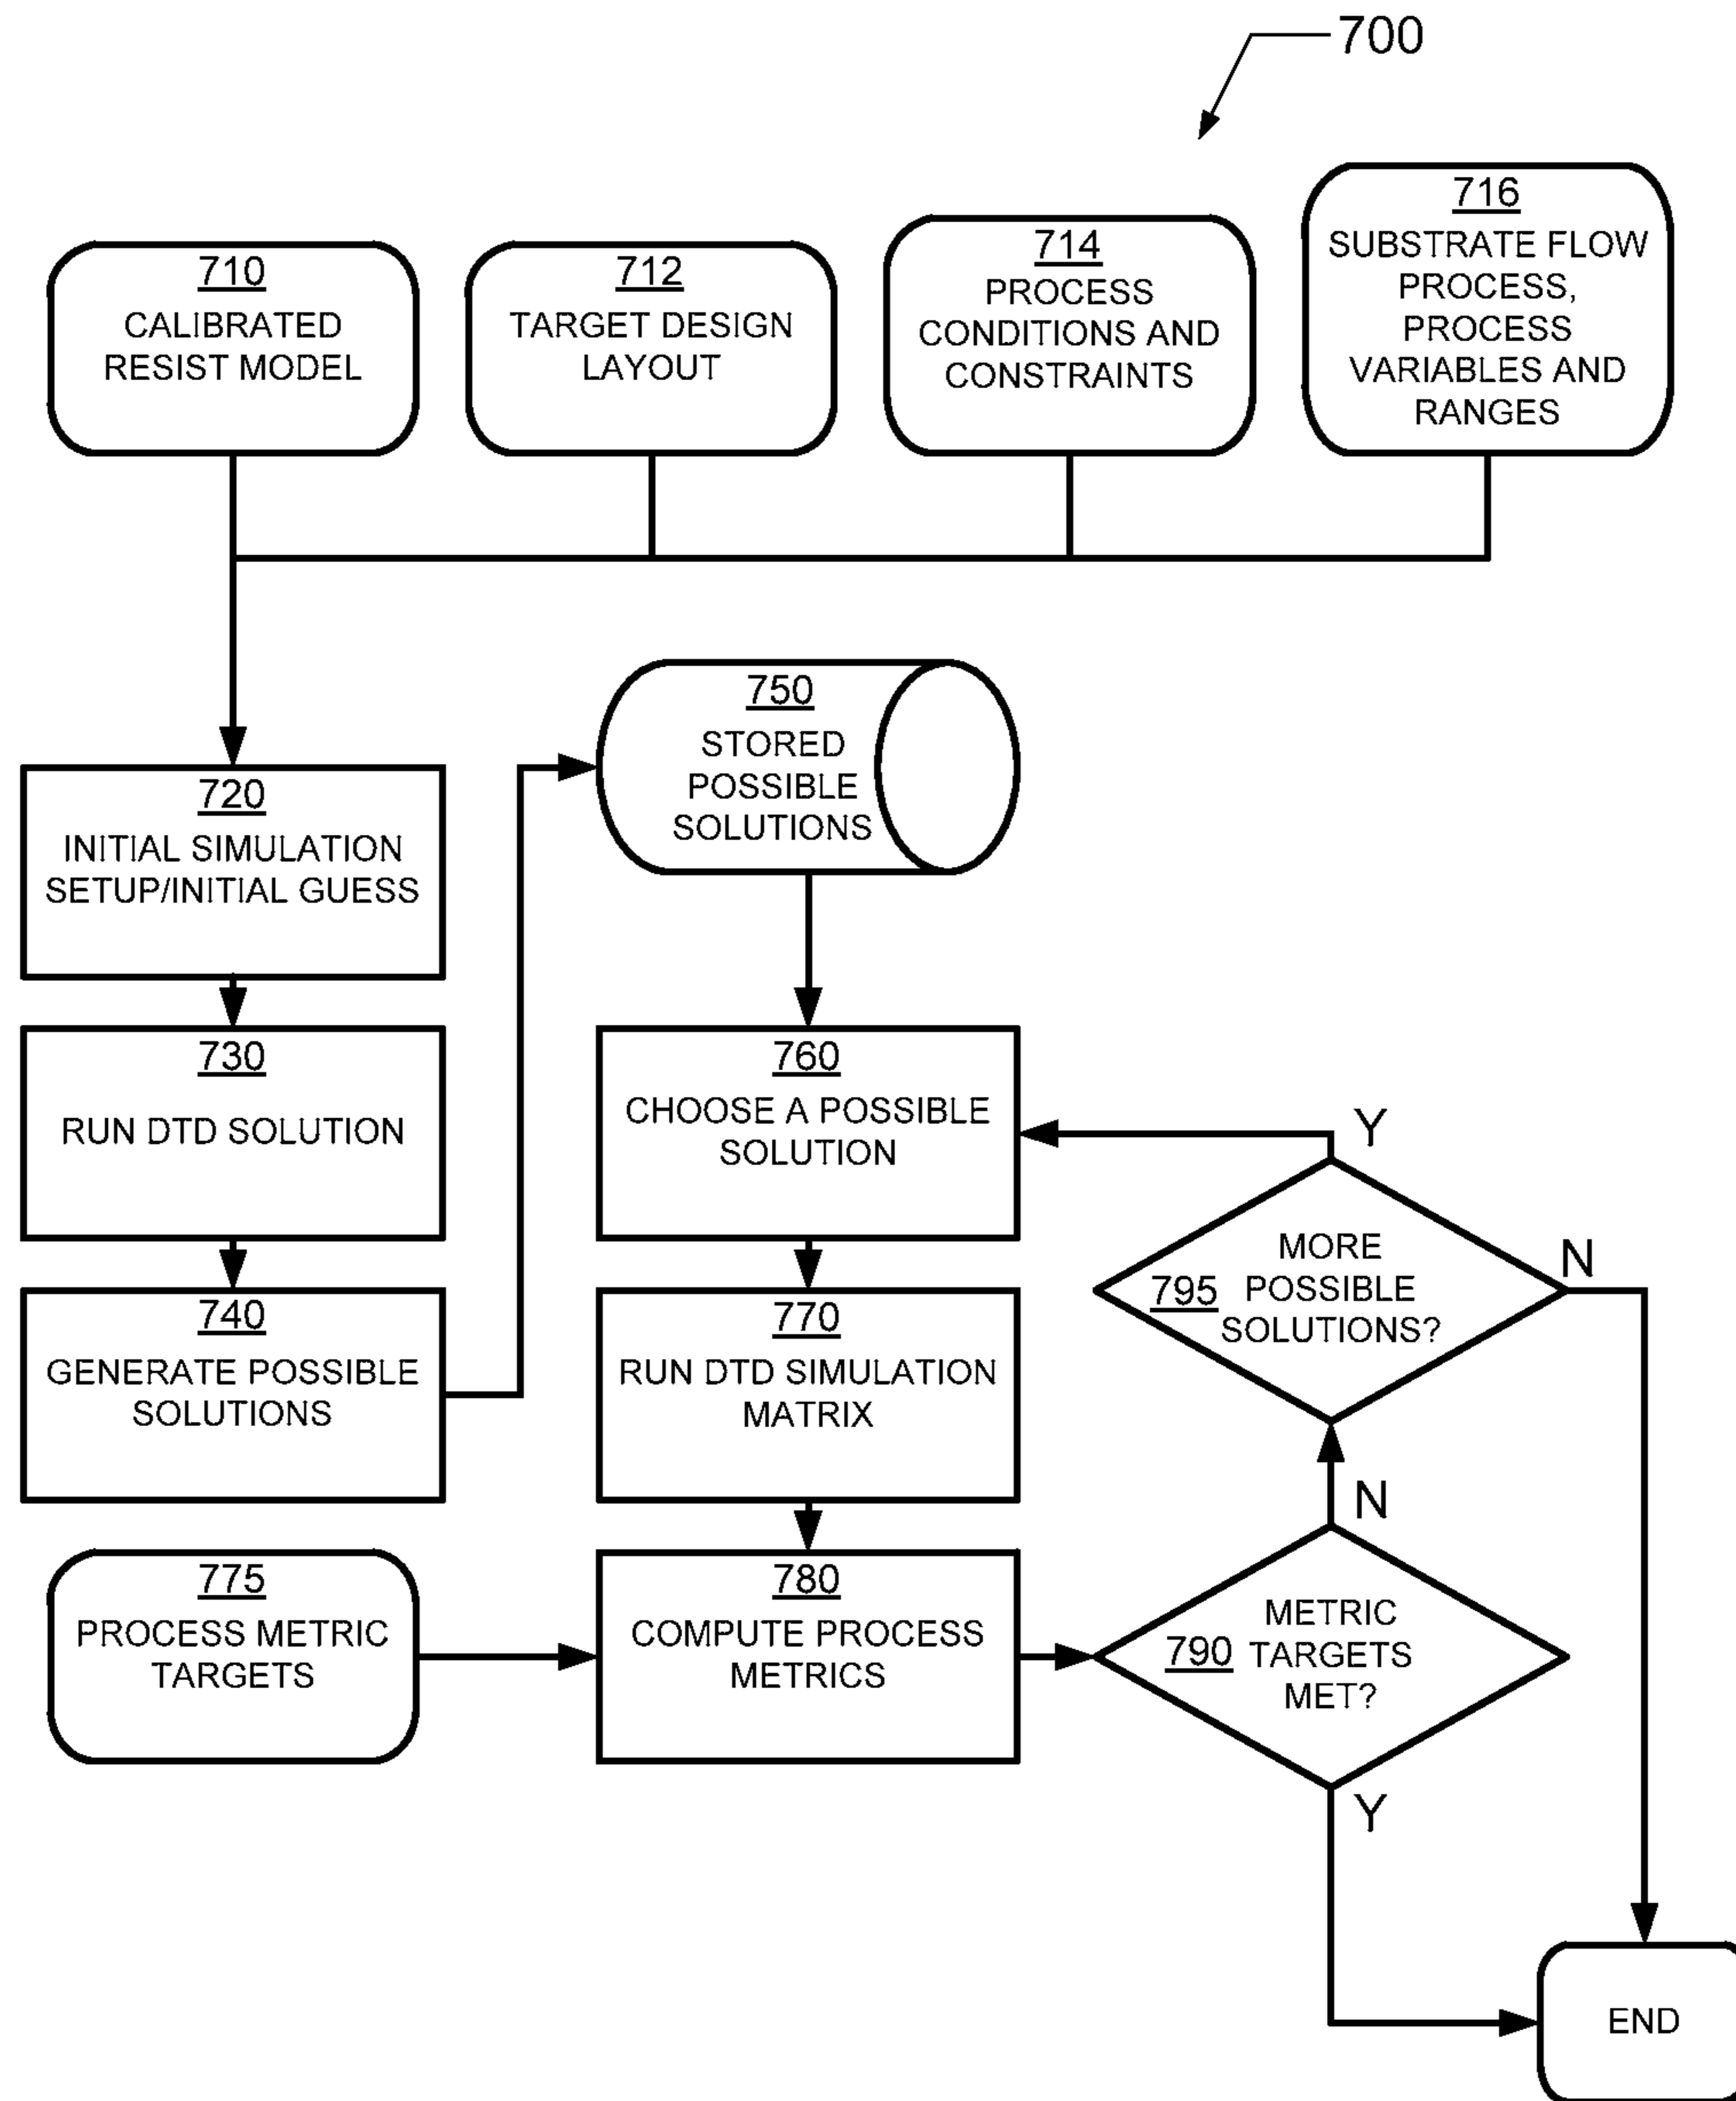 700
710
CALIBRATED
RESIST MODEL
712
TARGET DESIGN
LAYOUT
714
PROCESS
CONDITIONS AND
CONSTRAINTS
716
SUBSTRATE FLOW
PROCESS,
PROCESS
VARIABLES AND
RANGES
720
INITIAL SIMULATION
SETUP/INITIAL GUESS
730
RUN DTD SOLUTION
740
GENERATE POSSIBLE
SOLUTIONS
750
STORED
POSSIBLE
SOLUTIONS
760
CHOOSE A POSSIBLE
SOLUTION
770
RUN DTD SIMULATION
MATRIX
775
PROCESS METRIC
TARGETS
780
COMPUTE PROCESS
METRICS
Y
MORE
795 POSSIBLE
SOLUTIONS?
N
N
METRIC
790 TARGETS
MET?
Y
END